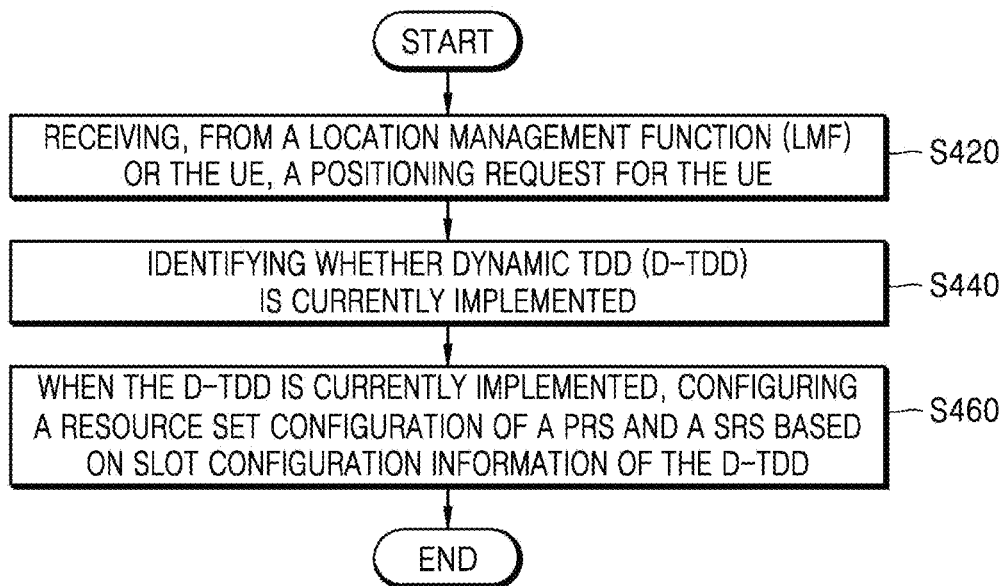 START
RECEIVING, FROM A LOCATION MANAGEMENT FUNCTION (LMF)
OR THE UE, A POSITIONING REQUEST FOR THE UE
S420
IDENTIFYING WHETHER DYNAMIC TDD (D-TDD)
IS CURRENTLY IMPLEMENTED
S440
WHEN THE D-TDD IS CURRENTLY IMPLEMENTED, CONFIGURING
A RESOURCE SET CONFIGURATION OF A PRS AND A SRS BASED
ON SLOT CONFIGURATION INFORMATION OF THE D-TDD
S460
END